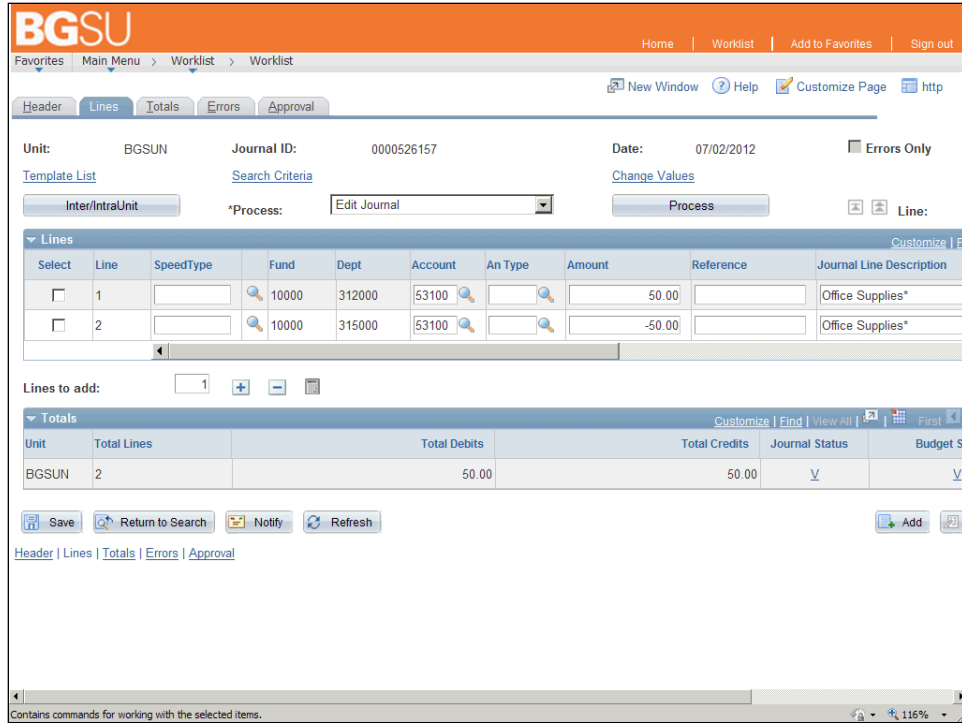 BGSU
Home | Worklist | Add to Favorites | Sign out
Favorites Main Menu > Worklist > Worklist
New Window Help Customize Page http
Header Lines Totals Errors Approval
Unit: BGSUN Journal ID: 0000526157 Date: 07/02/2012 Errors Only
Template List Search Criteria Change Values
Inter/IntraUnit *Process: Edit Journal Process Line:
Lines Customize |
Select Line SpeedType Fund Dept Account An Type Amount Reference Journal Line Description
1 10000 312000 53100 50.00 Office Supplies*
2 10000 315000 53100 -50.00 Office Supplies*
Lines to add: 1
Totals Customize | Find | View All | | First
Unit Total Lines Total Debits Total Credits Journal Status Budget S
BGSUN 2 50.00 50.00 V V
Save Return to Search Notify Refresh Add
Header | Lines | Totals | Errors | Approval
Contains commands for working with the selected items. 116%